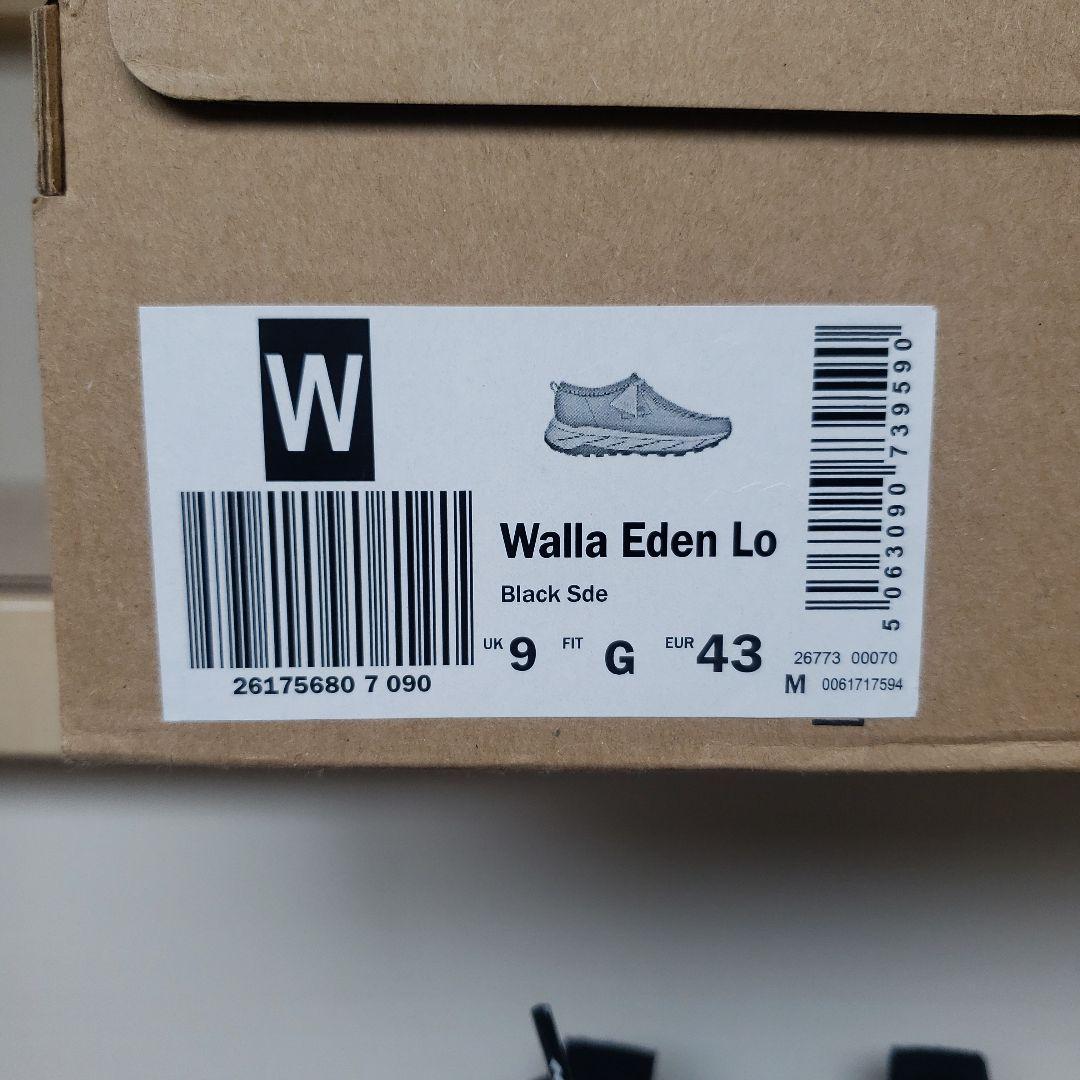 W
Walla Eden Lo
Black Sde
UK 9 FIT G EUR 43
26175680 7 090
5 063090 739590
26773 00070
M 0061717594